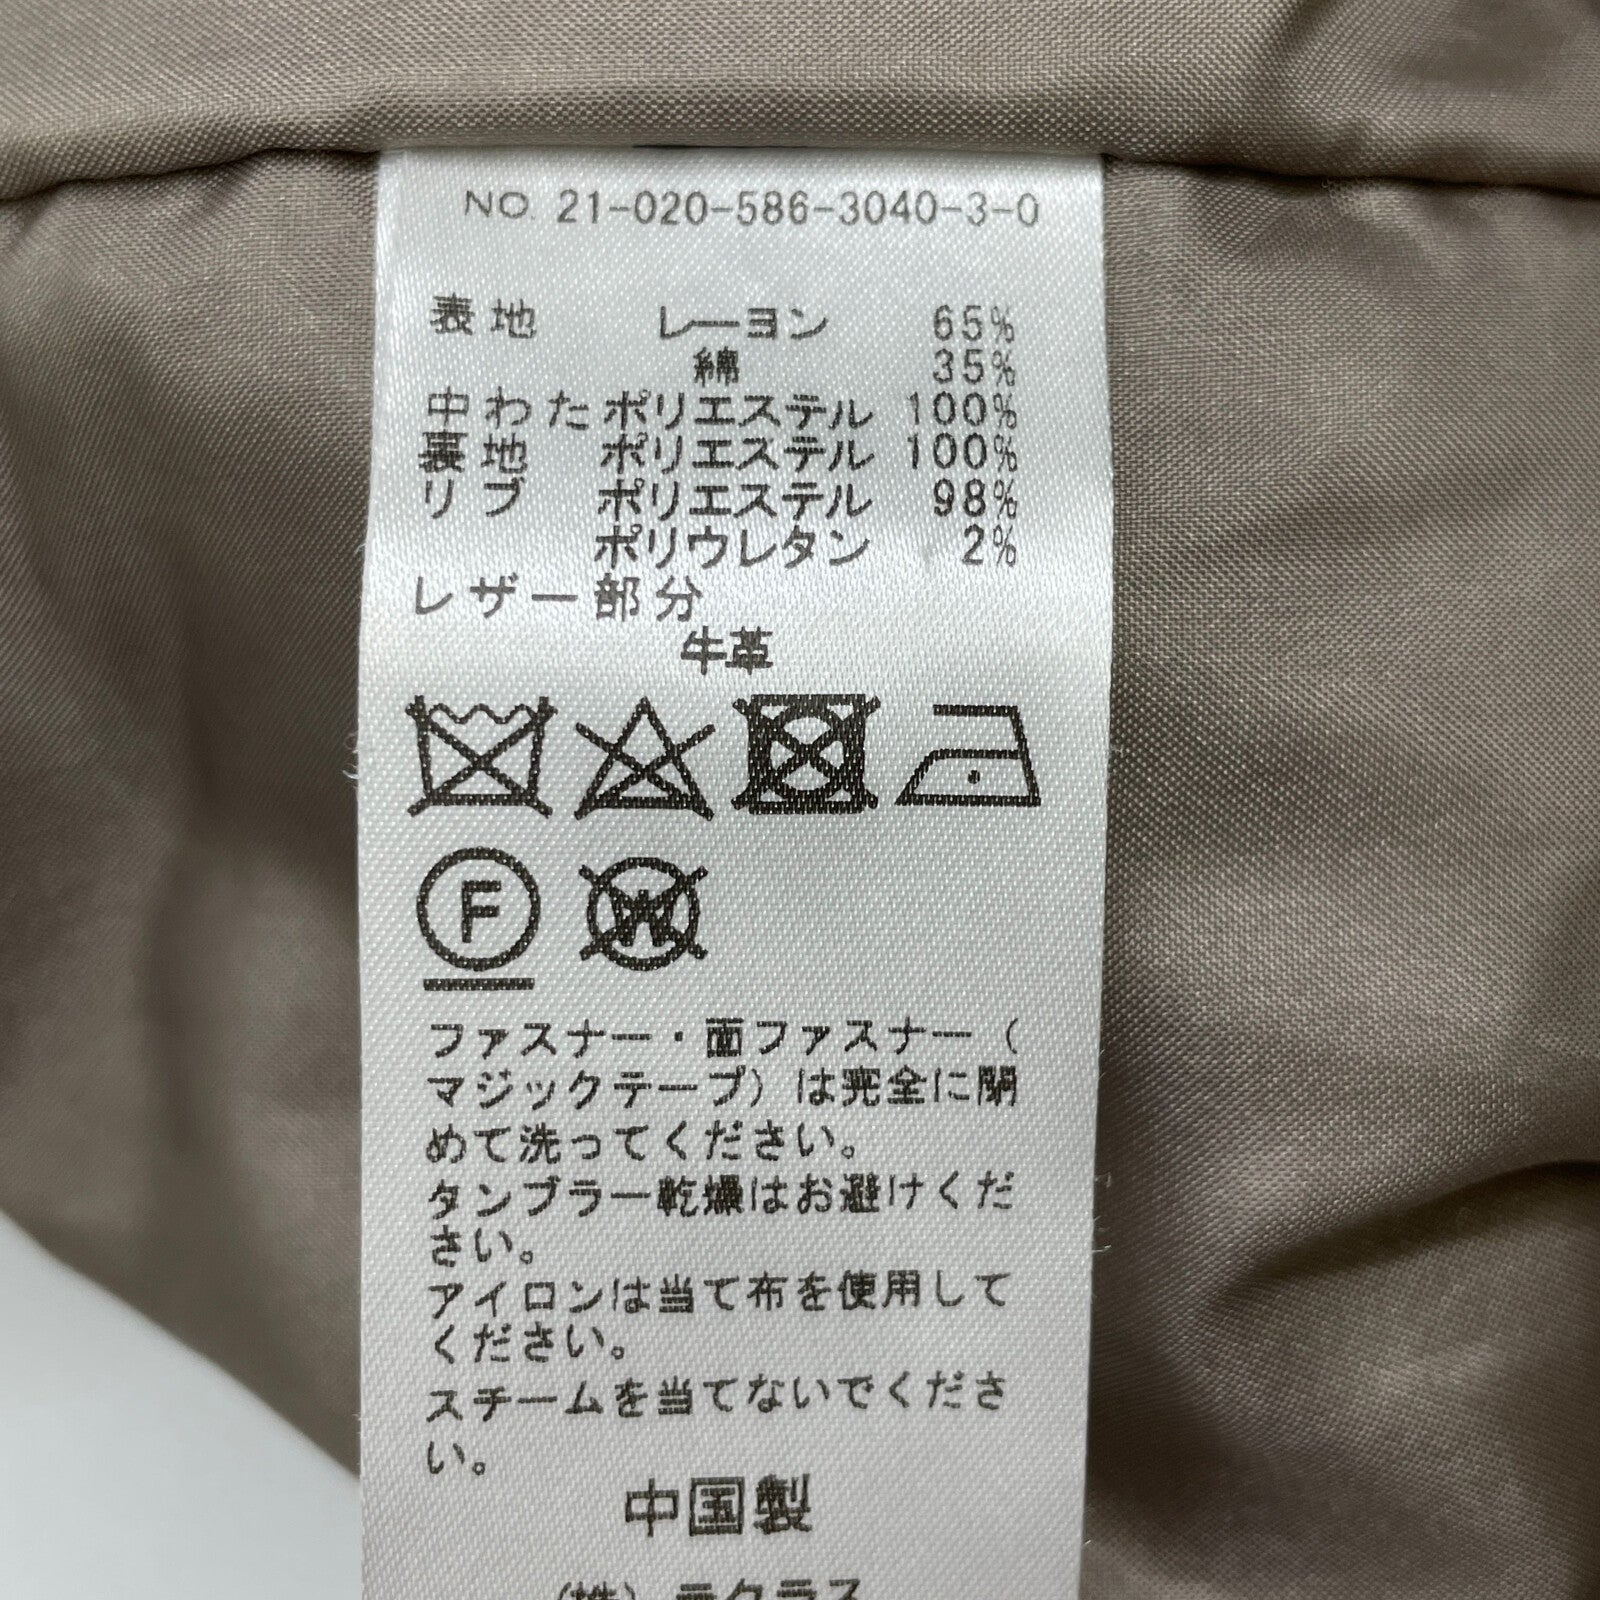 NO. 21-020-586-3040-3-0
表地 レーヨン 65%
綿 35%
中わた ポリエステル 100%
裏地 ポリエステル 100%
リブ ポリエステル 98%
ポリウレタン 2%
レザー部分
牛革
F
W
ファスナー・面ファスナー（
マジックテープ）は完全に閉
めて洗ってください。
タンブラー乾燥はお避けくだ
さい。
アイロンは当て布を使用して
ください。
スチームを当てないでくださ
い。
中国製
（株）テクラス